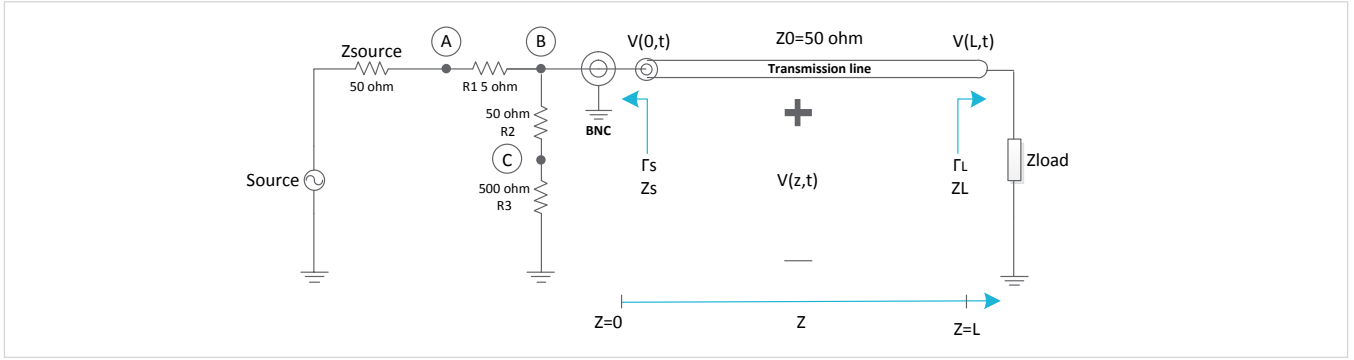 Zsource
50 ohm
A
R1 5 ohm
B
50 ohm
R2
C
500 ohm
R3
Source
BNC
V(0,t)
Z0=50 ohm
V(L,t)
Transmission line
+
ΓS
ZS
V(z,t)
ΓL
ZL
Zload
—
Z=0
Z
Z=L